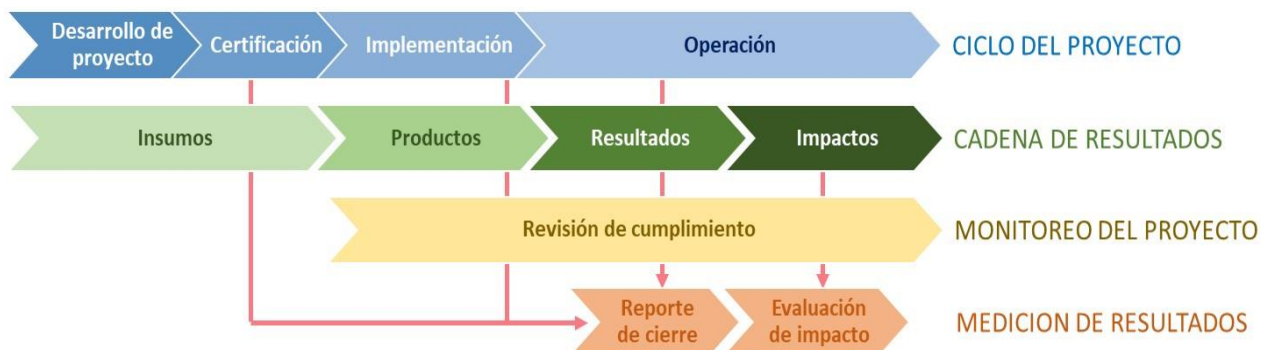 Desarrollo de
proyecto
Certificación
Implementación
Operación
CICLO DEL PROYECTO
Insumos
Productos
Resultados
Impactos
CADENA DE RESULTADOS
Revisión de cumplimiento
MONITOREO DEL PROYECTO
Reporte
de cierre
Evaluación
de impacto
MEDICION DE RESULTADOS